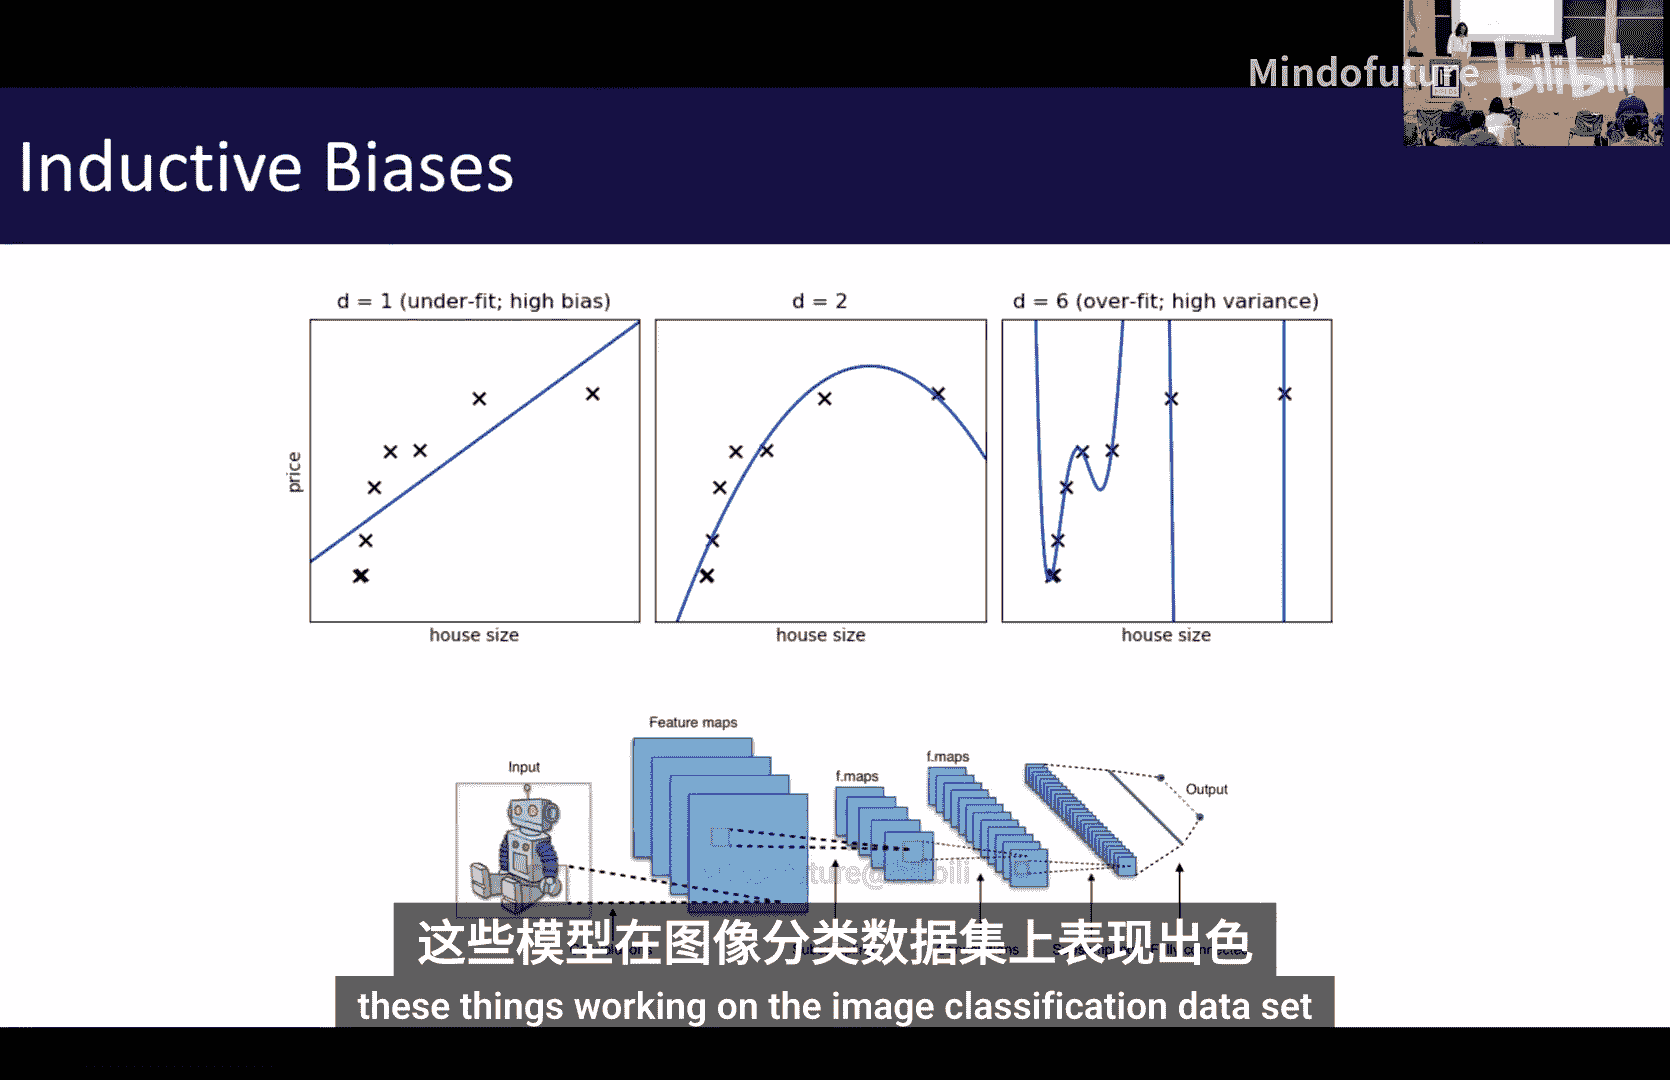 Mindofuture
bilibili
Inductive Biases
d = 1 (under-fit; high bias)
d = 2
d = 6 (over-fit; high variance)
price
house size
house size
house size
Feature maps
Input
f.maps
f.maps
Output
这些模型在图像分类数据集上表现出色
these things working on the image classification data set